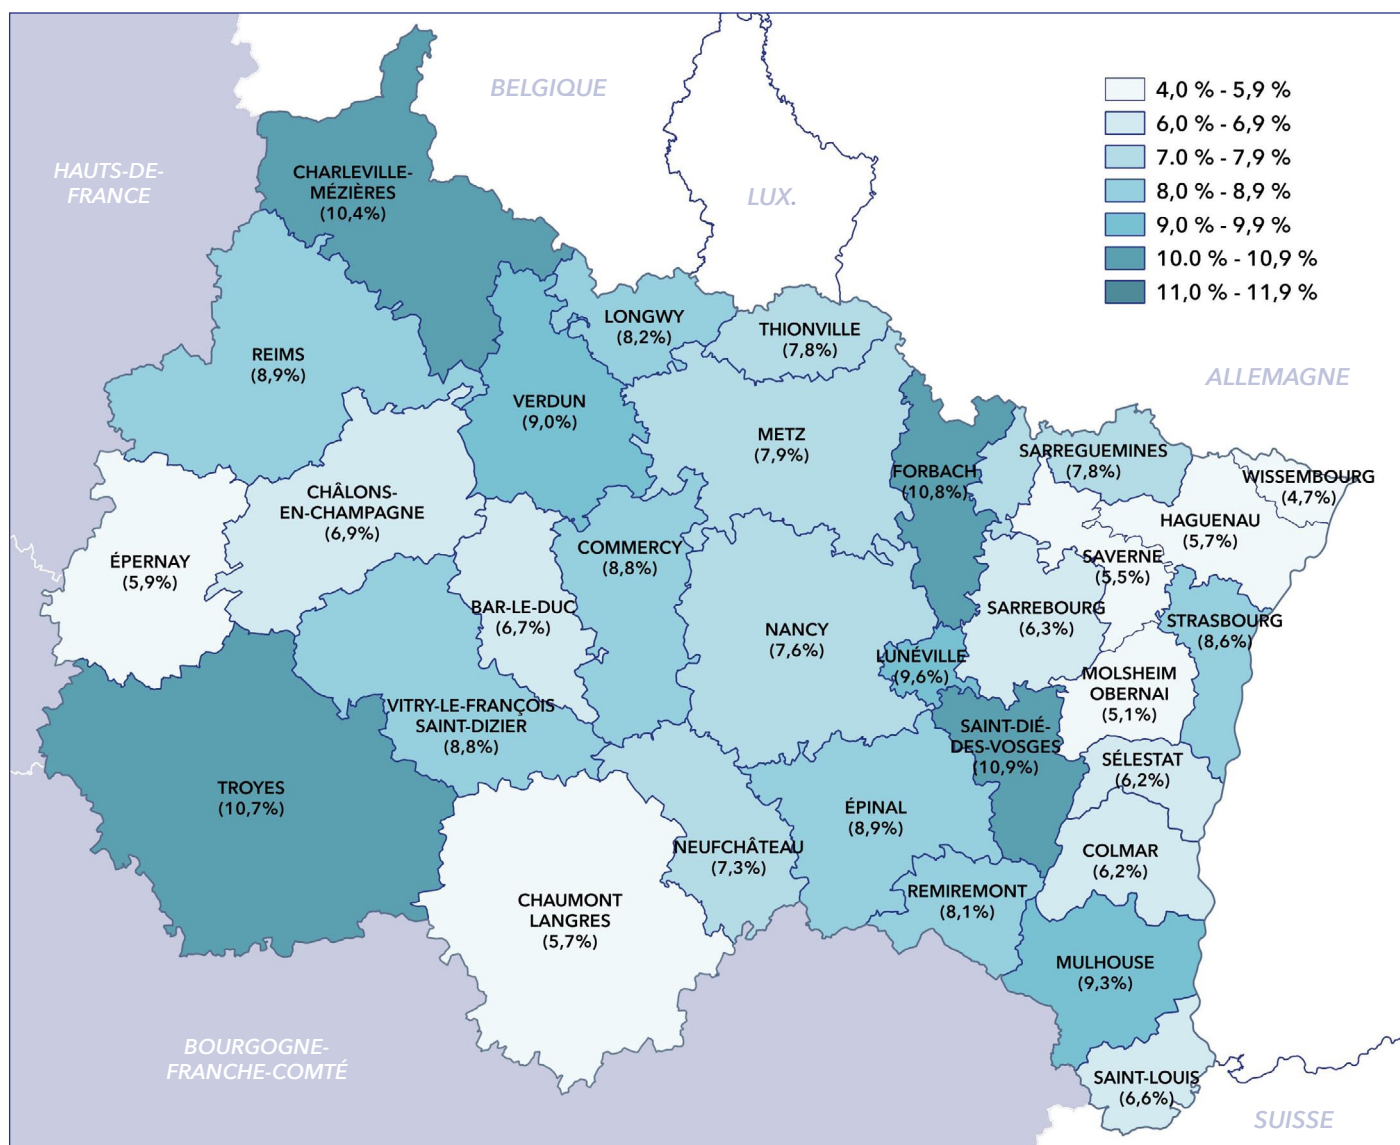 BELGIQUE
HAUTS-DE-
FRANCE
LUX.
ALLEMAGNE
BOURGOGNE-
FRANCHE-COMTÉ
SUISSE
4,0 % - 5,9 %
6,0 % - 6,9 %
7.0 % - 7,9 %
8,0 % - 8,9 %
9,0 % - 9,9 %
10.0 % - 10,9 %
11,0 % - 11,9 %
CHARLEVILLE-
MÉZIÈRES
(10,4%)
REIMS
(8,9%)
LONGWY
(8,2%)
THIONVILLE
(7,8%)
VERDUN
(9,0%)
METZ
(7,9%)
FORBACH
(10,8%)
SARREGUEMINES
(7,8%)
WISSEMBOURG
(4,7%)
HAGUENAU
(5,7%)
CHÂLONS-
EN-CHAMPAGNE
(6,9%)
ÉPERNAY
(5,9%)
COMMERCY
(8,8%)
SAVERNE
(5,5%)
BAR-LE-DUC
(6,7%)
NANCY
(7,6%)
SARREBOURG
(6,3%)
STRASBOURG
(8,6%)
LUNÉVILLE
(9,6%)
MOLSHEIM
OBERNAI
(5,1%)
VITRY-LE-FRANÇOIS
SAINT-DIZIER
(8,8%)
SAINT-DIÉ-
DES-VOSGES
(10,9%)
SÉLESTAT
(6,2%)
TROYES
(10,7%)
ÉPINAL
(8,9%)
NEUFCHÂTEAU
(7,3%)
COLMAR
(6,2%)
CHAUMONT
LANGRES
(5,7%)
REMIREMONT
(8,1%)
MULHOUSE
(9,3%)
SAINT-LOUIS
(6,6%)